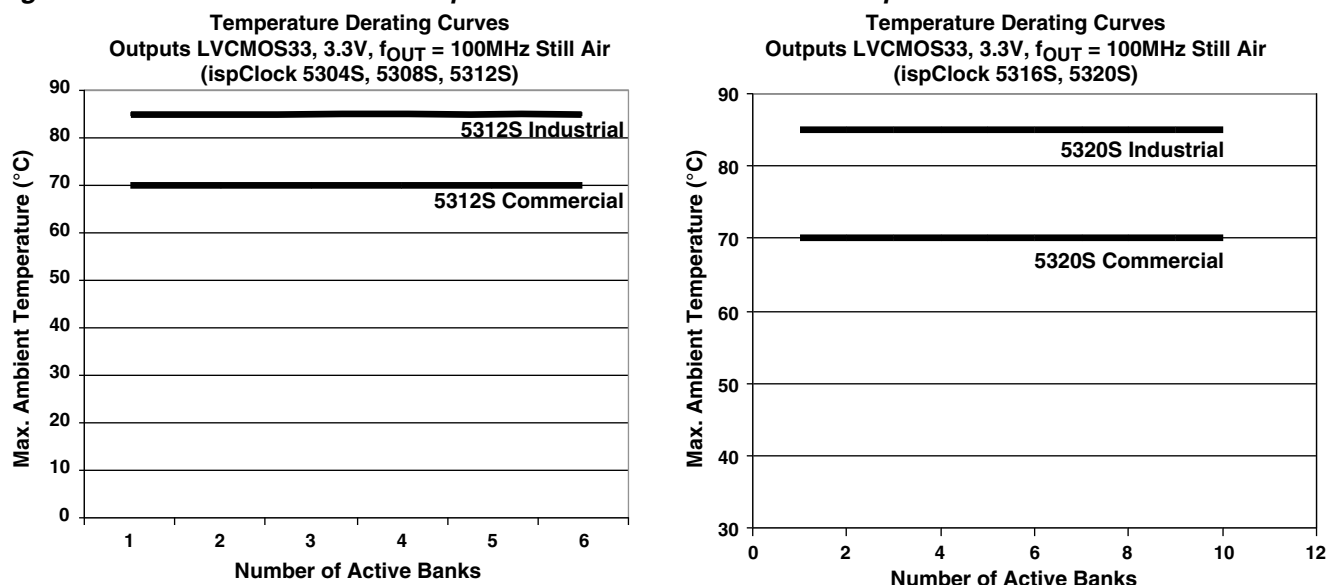 Temperature Derating Curves
Outputs LVCMOS33, 3.3V, fOUT = 100MHz Still Air
(ispClock 5304S, 5308S, 5312S)
90
80
70
60
50
40
30
20
10
0
Max. Ambient Temperature (°C)
5312S Industrial
5312S Commercial
1 2 3 4 5 6
Number of Active Banks
Temperature Derating Curves
Outputs LVCMOS33, 3.3V, fOUT = 100MHz Still Air
(ispClock 5316S, 5320S)
90
80
70
60
50
40
30
Max. Ambient Temperature (°C)
5320S Industrial
5320S Commercial
0 2 4 6 8 10 12
Number of Active Banks